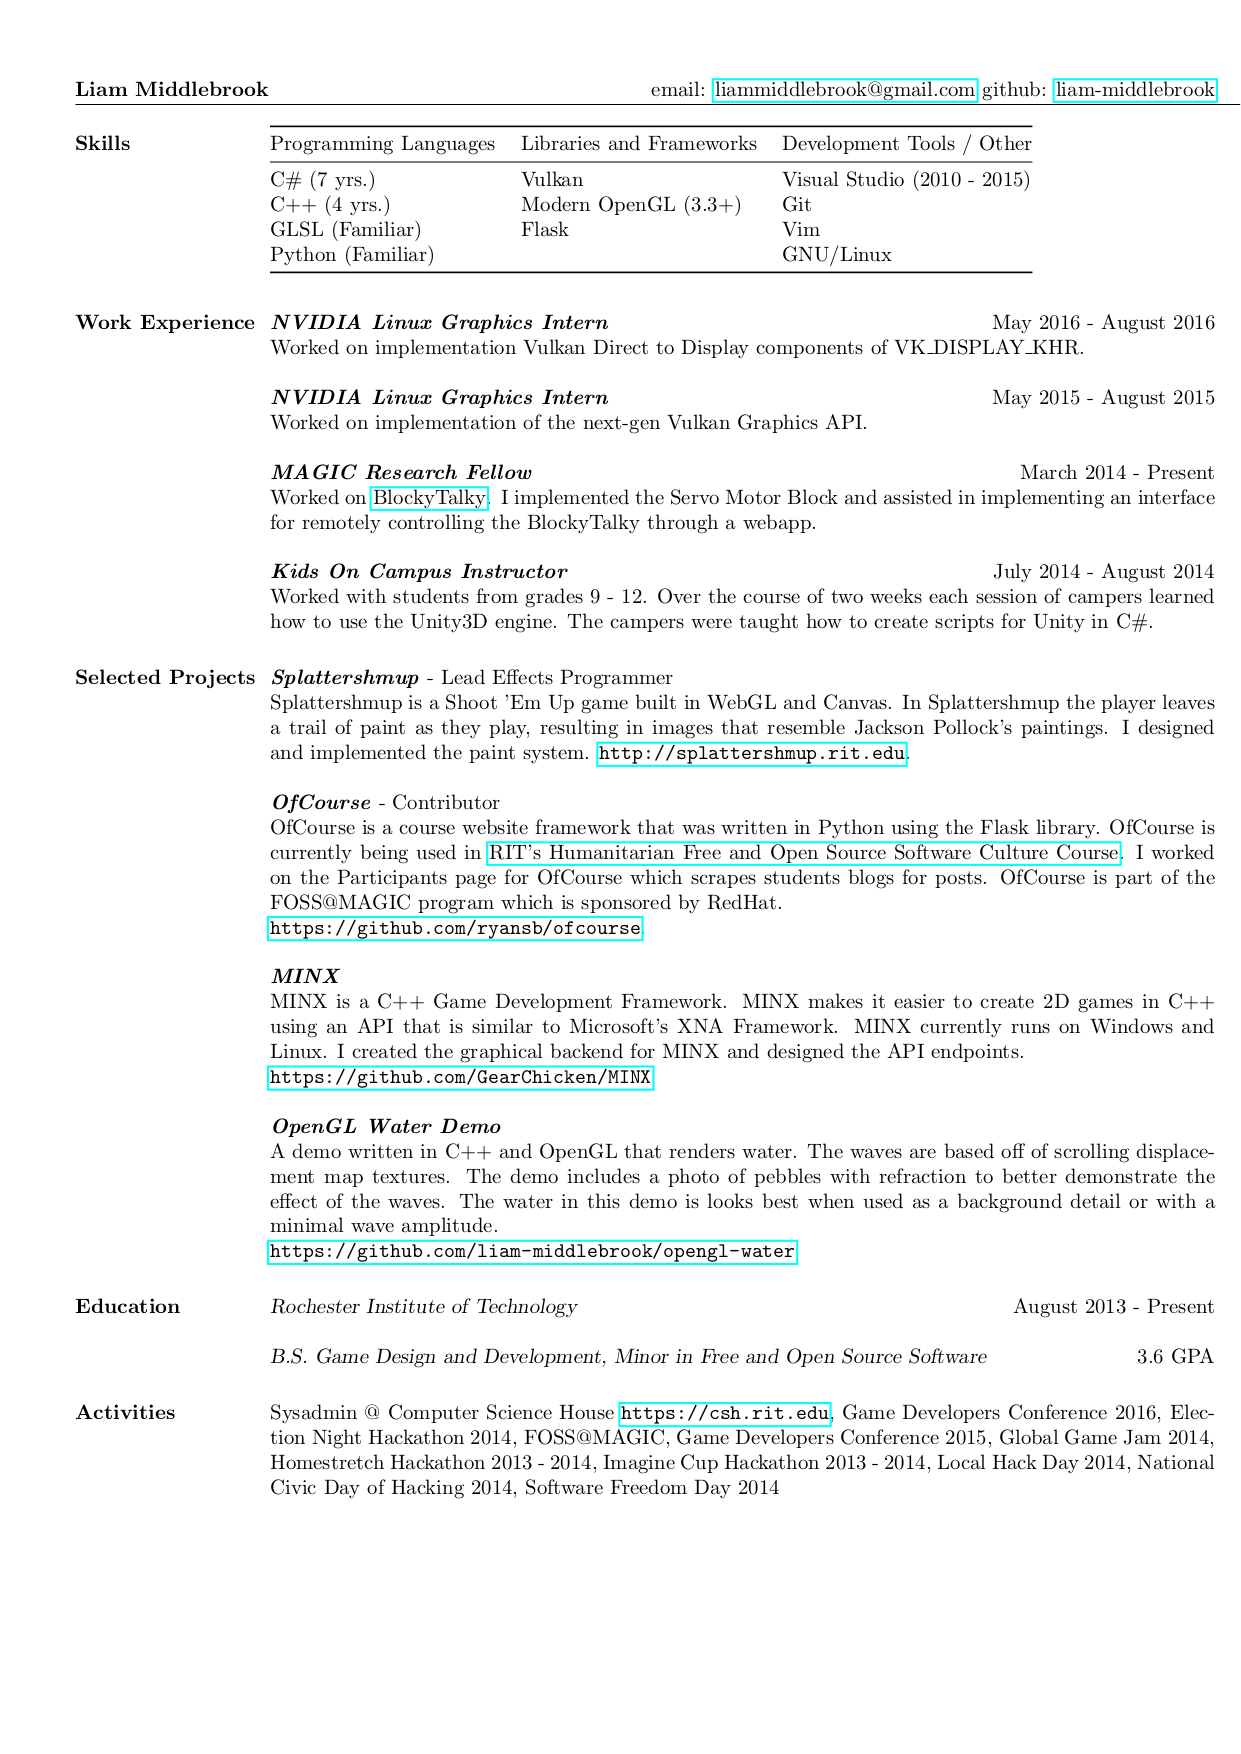 Liam Middlebrook email: liammiddlebrook@gmail.com github: liam-middlebrook
Skills Programming Languages Libraries and Frameworks Development Tools / Other
C# (7 yrs.) Vulkan Visual Studio (2010 - 2015)
C++ (4 yrs.) Modern OpenGL (3.3+) Git
GLSL (Familiar) Flask Vim
Python (Familiar) GNU/Linux
Work Experience NVIDIA Linux Graphics Intern May 2016 - August 2016
Worked on implementation Vulkan Direct to Display components of VK_DISPLAY_KHR.
NVIDIA Linux Graphics Intern May 2015 - August 2015
Worked on implementation of the next-gen Vulkan Graphics API.
MAGIC Research Fellow March 2014 - Present
Worked on BlockyTalky. I implemented the Servo Motor Block and assisted in implementing an interface
for remotely controlling the BlockyTalky through a webapp.
Kids On Campus Instructor July 2014 - August 2014
Worked with students from grades 9 - 12. Over the course of two weeks each session of campers learned
how to use the Unity3D engine. The campers were taught how to create scripts for Unity in C#.
Selected Projects Splattershmup - Lead Effects Programmer
Splattershmup is a Shoot 'Em Up game built in WebGL and Canvas. In Splattershmup the player leaves
a trail of paint as they play, resulting in images that resemble Jackson Pollock's paintings. I designed
and implemented the paint system. http://splattershmup.rit.edu.
OfCourse - Contributor
OfCourse is a course website framework that was written in Python using the Flask library. OfCourse is
currently being used in RIT's Humanitarian Free and Open Source Software Culture Course. I worked
on the Participants page for OfCourse which scrapes students blogs for posts. OfCourse is part of the
FOSS@MAGIC program which is sponsored by RedHat.
https://github.com/ryansb/ofcourse.
MINX
MINX is a C++ Game Development Framework. MINX makes it easier to create 2D games in C++
using an API that is similar to Microsoft's XNA Framework. MINX currently runs on Windows and
Linux. I created the graphical backend for MINX and designed the API endpoints.
https://github.com/GearChicken/MINX
OpenGL Water Demo
A demo written in C++ and OpenGL that renders water. The waves are based off of scrolling displace-
ment map textures. The demo includes a photo of pebbles with refraction to better demonstrate the
effect of the waves. The water in this demo is looks best when used as a background detail or with a
minimal wave amplitude.
https://github.com/liam-middlebrook/opengl-water
Education Rochester Institute of Technology August 2013 - Present
B.S. Game Design and Development, Minor in Free and Open Source Software 3.6 GPA
Activities Sysadmin @ Computer Science House https://csh.rit.edu, Game Developers Conference 2016, Elec-
tion Night Hackathon 2014, FOSS@MAGIC, Game Developers Conference 2015, Global Game Jam 2014,
Homestretch Hackathon 2013 - 2014, Imagine Cup Hackathon 2013 - 2014, Local Hack Day 2014, National
Civic Day of Hacking 2014, Software Freedom Day 2014